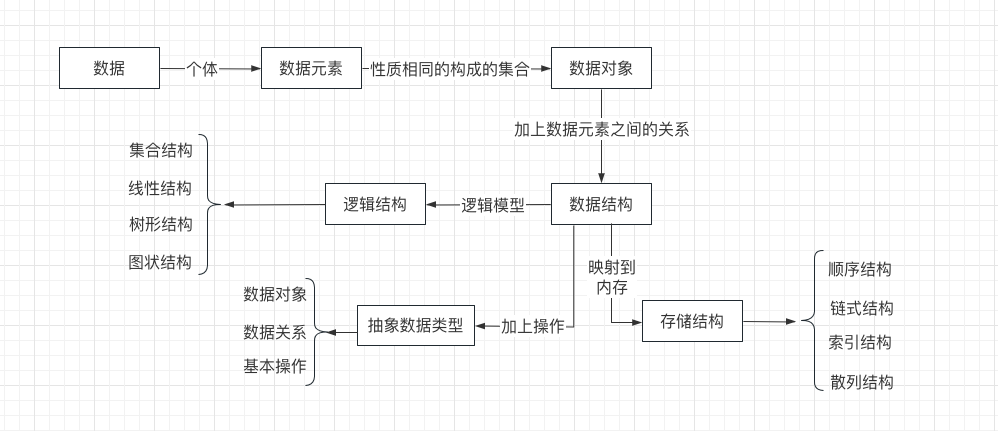 数据
个体
数据元素
性质相同的构成的集合
数据对象
加上数据元素之间的关系
集合结构
线性结构
树形结构
图状结构
逻辑结构
逻辑模型
数据结构
映射到
内存
数据对象
数据关系
基本操作
抽象数据类型
加上操作
存储结构
顺序结构
链式结构
索引结构
散列结构